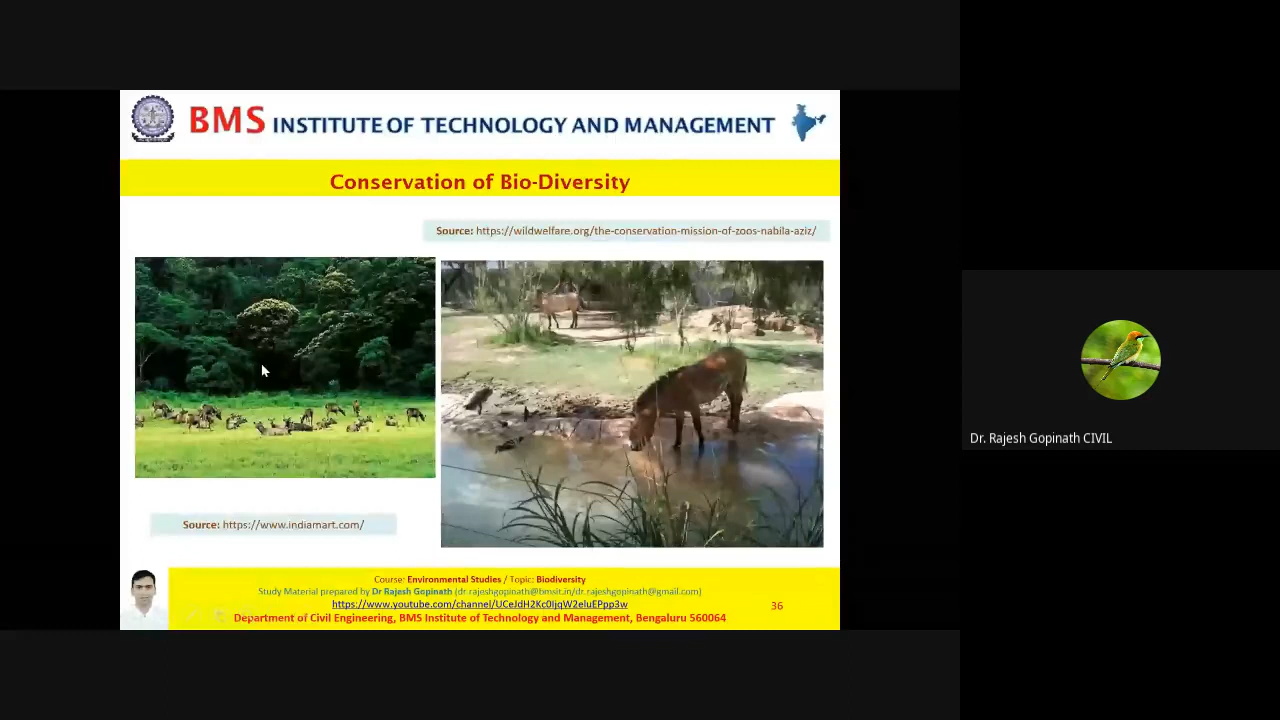 BMS INSTITUTE OF TECHNOLOGY AND MANAGEMENT
Conservation of Bio-Diversity
Source: https://wildwelfare.org/the-conservation-mission-of-zoos-nabila-aziz/
Source: https://www.indiamart.com/
Course: Environmental Studies / Topic: Biodiversity
Study Material prepared by Dr Rajesh Gopinath (dr.rajeshgopinath@bmsit.in/dr.rajeshgopinath@gmail.com)
https://www.youtube.com/channel/UCeJdH2Kc0IjqW2eluEPpp3w
36
Department of Civil Engineering, BMS Institute of Technology and Management, Bengaluru 560064
Dr. Rajesh Gopinath CIVIL